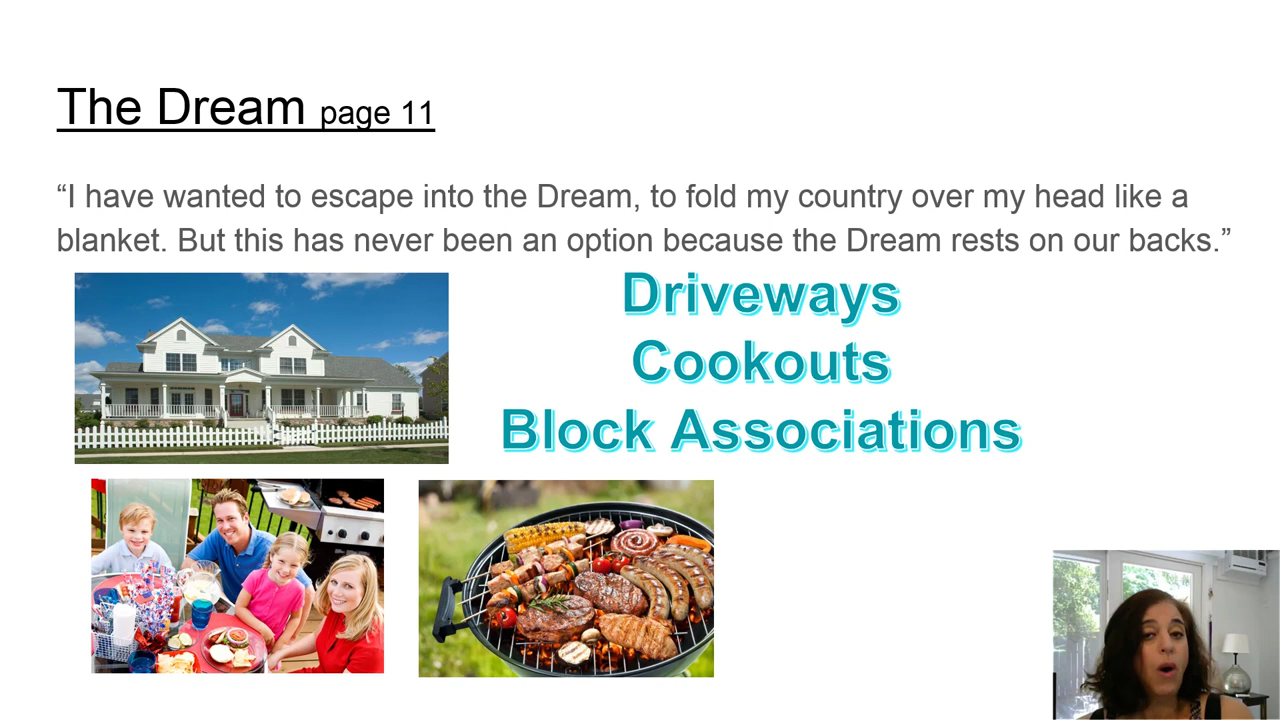 The Dream page 11
“I have wanted to escape into the Dream, to fold my country over my head like a
blanket. But this has never been an option because the Dream rests on our backs.”
Driveways
Cookouts
Block Associations